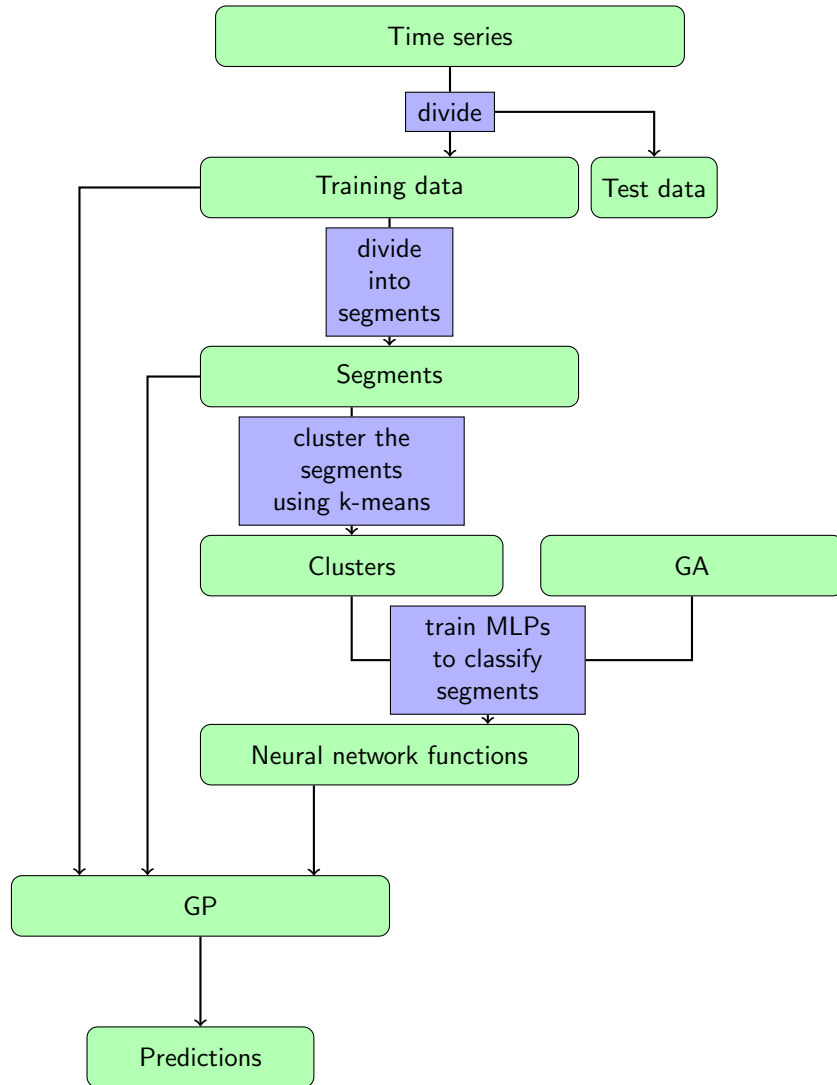 Time series
divide
Training data
Test data
divide
into
segments
Segments
cluster the
segments
using k-means
Clusters
GA
train MLPs
to classify
segments
Neural network functions
GP
Predictions